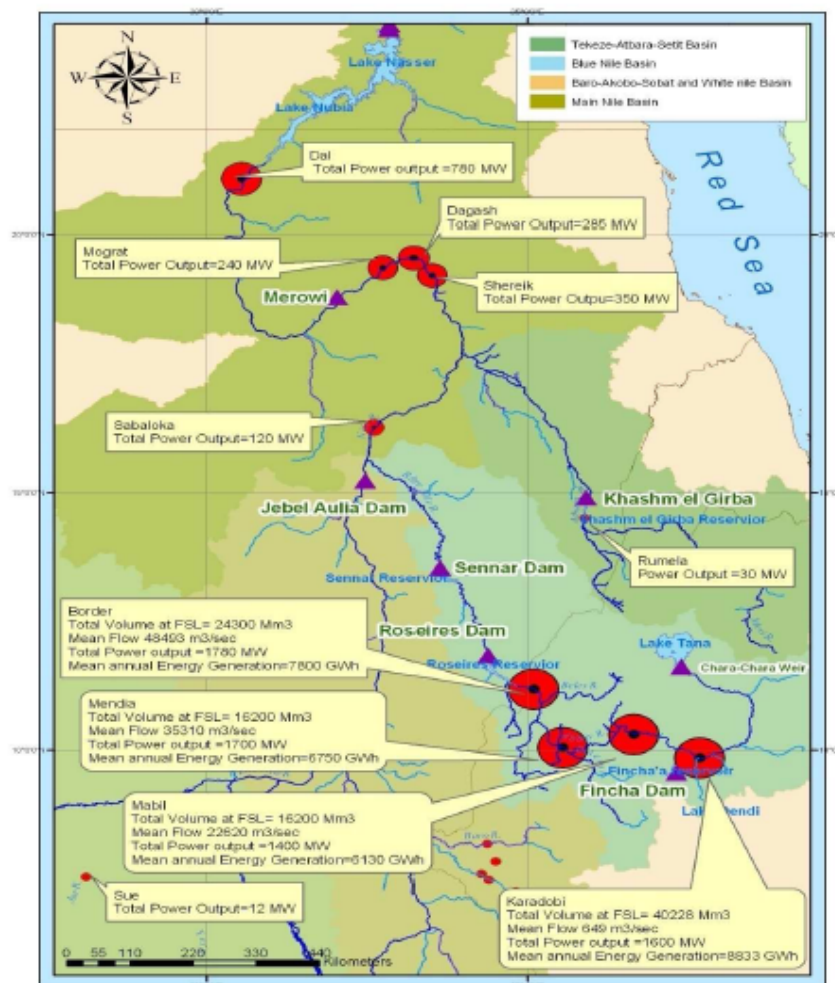 N
W E
S
Tekeze-Atbara-Setit Basin
Blue Nile Basin
Baro-Akobo-Sobat and White nile Basin
Main Nile Basin
Lake Nasser
Lake Nubia
Red Sea
Dal
Total Power output =780 MW
Dagash
Total Power Output=285 MW
Mograt
Total Power Output=240 MW
Shereik
Total Power Outpu=350 MW
Merowi
20°0'0"N
Sabaloka
Total Power Output=120 MW
Jebel Aulia Dam
Khashm el Girba
Khashm el Girba Reservior
Rumela
Power Output =30 MW
Sennar Dam
Sennar Reservior
Border
Total Volume at FSL= 24300 Mm3
Mean Flow 48493 m3/sec
Total Power output =1780 MW
Mean annual Energy Generation=7800 GWh
Roseires Dam
Roseires Reservior
Lake Tana
Chara-Chara Weir
Mendia
Total Volume at FSL= 16200 Mm3
Mean Flow 35310 m3/sec
Total Power output =1700 MW
Mean annual Energy Generation=6750 GWh
Fincha Dam
Mabil
Total Volume at FSL= 16200 Mm3
Mean Flow 22620 m3/sec
Total Power output =1400 MW
Mean annual Energy Generation=6130 GWh
Sue
Total Power Output=12 MW
Karadobi
Total Volume at FSL= 40228 Mm3
Mean Flow 649 m3/sec
Total Power output =1600 MW
Mean annual Energy Generation=8833 GWh
0 55 110 220 330 440
Kilometers